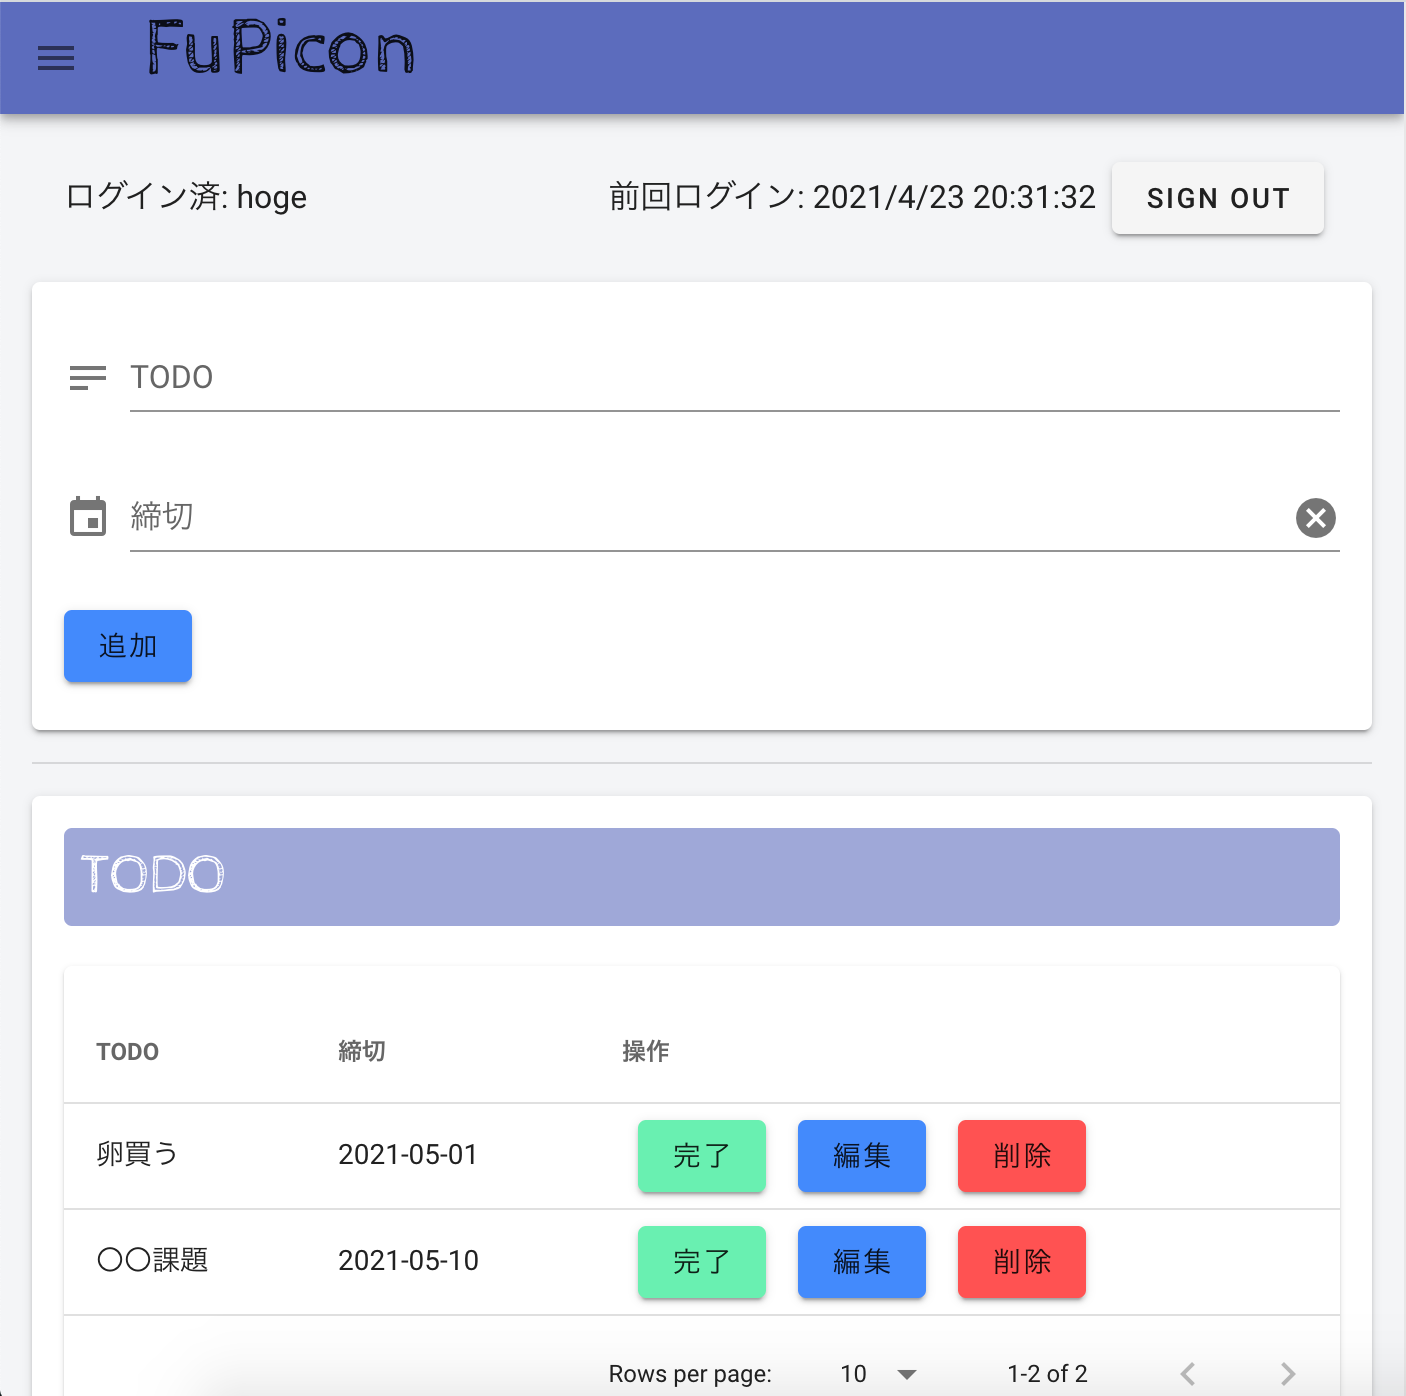 FuPicon
ログイン済: hoge
前回ログイン: 2021/4/23 20:31:32
SIGN OUT
TODO
締切
追加
TODO
TODO 締切 操作
卵買う 2021-05-01 完了 編集 削除
〇〇課題 2021-05-10 完了 編集 削除
Rows per page: 10 1-2 of 2